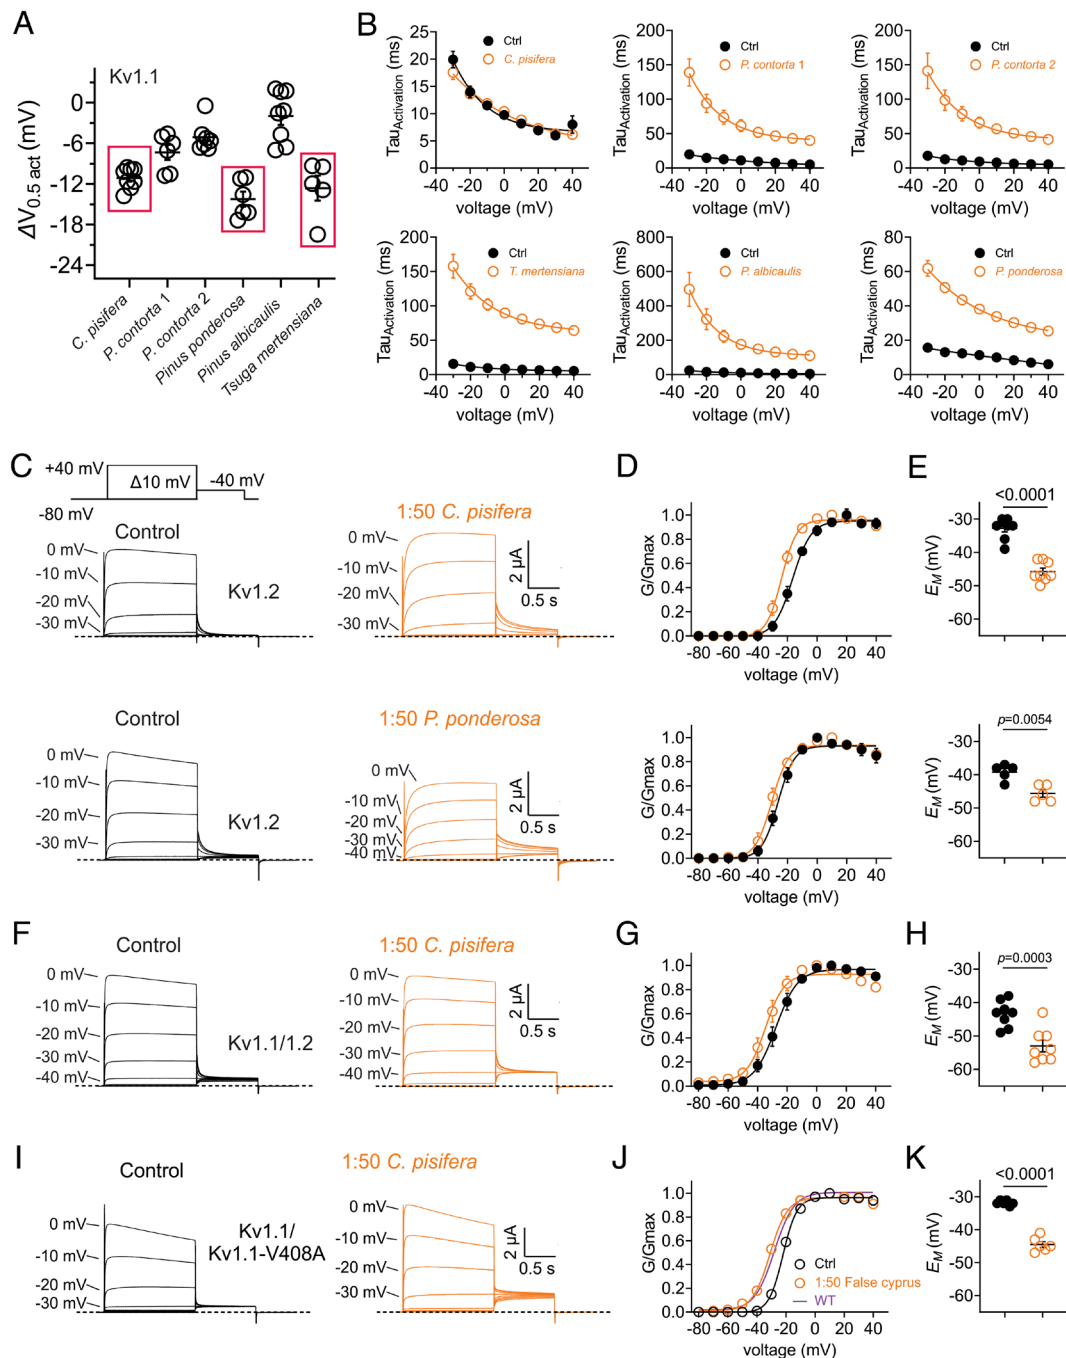 A
Kv1.1
ΔV0.5 act (mV)
0
-6
-12
-18
-24
C. pisifera
P. contorta 1
P. contorta 2
Pinus ponderosa
Pinus albicaulis
Tsuga mertensiana
B
TauActivation (ms)
25
20
15
10
5
0
Ctrl
C. pisifera
-40 -20 0 20 40
voltage (mV)
TauActivation (ms)
200
150
100
50
0
Ctrl
P. contorta 1
-40 -20 0 20 40
voltage (mV)
TauActivation (ms)
200
150
100
50
0
Ctrl
P. contorta 2
-40 -20 0 20 40
voltage (mV)
TauActivation (ms)
200
150
100
50
0
Ctrl
T. mertensiana
-40 -20 0 20 40
voltage (mV)
TauActivation (ms)
800
600
400
200
0
Ctrl
P. albicaulis
-40 -20 0 20 40
voltage (mV)
TauActivation (ms)
80
60
40
20
0
Ctrl
P. ponderosa
-40 -20 0 20 40
voltage (mV)
C
+40 mV
Δ10 mV
-40 mV
-80 mV
Control
0 mV
-10 mV
-20 mV
-30 mV
Kv1.2
1:50 C. pisifera
0 mV
-10 mV
-20 mV
-30 mV
2 µA
0.5 s
Control
0 mV
-10 mV
-20 mV
-30 mV
Kv1.2
1:50 P. ponderosa
0 mV
-10 mV
-20 mV
-30 mV
-40 mV
2 µA
0.5 s
D
G/Gmax
1.0
0.8
0.6
0.4
0.2
0.0
-80 -60 -40 -20 0 20 40
voltage (mV)
G/Gmax
1.0
0.8
0.6
0.4
0.2
0.0
-80 -60 -40 -20 0 20 40
voltage (mV)
E
<0.0001
EM (mV)
-30
-40
-50
-60
p=0.0054
EM (mV)
-30
-40
-50
-60
F
Control
0 mV
-10 mV
-20 mV
-30 mV
-40 mV
Kv1.1/1.2
1:50 C. pisifera
0 mV
-10 mV
-20 mV
-30 mV
-40 mV
2 µA
0.5 s
G
G/Gmax
1.0
0.8
0.6
0.4
0.2
0.0
-80 -60 -40 -20 0 20 40
voltage (mV)
H
p=0.0003
EM (mV)
-30
-40
-50
-60
I
Control
0 mV
-10 mV
-20 mV
-30 mV
Kv1.1/
Kv1.1-V408A
1:50 C. pisifera
0 mV
-10 mV
-20 mV
-30 mV
2 µA
0.5 s
J
G/Gmax
1.0
0.8
0.6
0.4
0.2
0.0
Ctrl
1:50 False cyprus
WT
-80 -60 -40 -20 0 20 40
voltage (mV)
K
<0.0001
EM (mV)
-30
-40
-50
-60